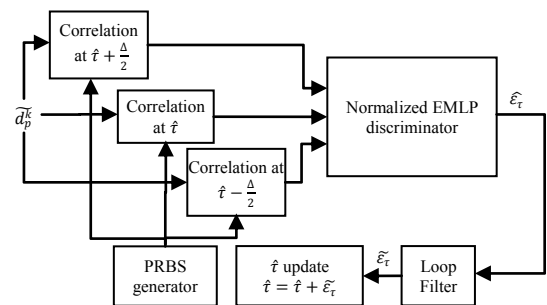 Correlation
at τ̂ + Δ/2
d̃ₚᵏ
Correlation
at τ̂
Correlation at
τ̂ − Δ/2
Normalized EMLP
discriminator
ε̂_τ
PRBS
generator
τ̂ update
τ̂ = τ̂ + ε̃_τ
ε̃_τ
Loop
Filter